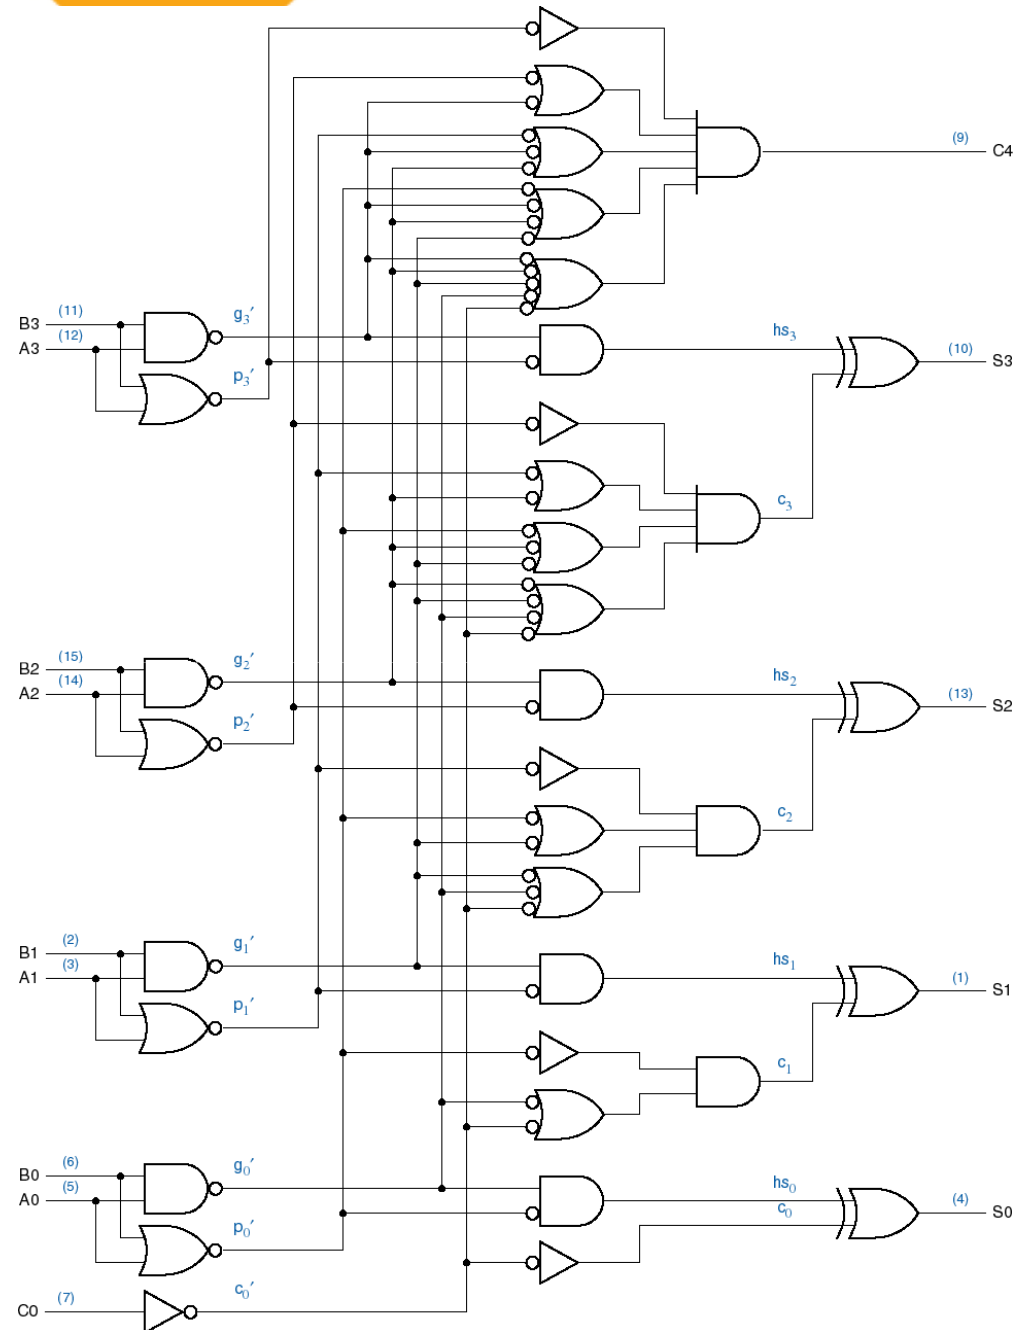 (9)
C4
B3 (11)
A3 (12)
g3′
p3′
hs3
(10)
S3
c3
B2 (15)
A2 (14)
g2′
p2′
hs2
(13)
S2
c2
B1 (2)
A1 (3)
g1′
p1′
hs1
(1)
S1
c1
B0 (6)
A0 (5)
g0′
p0′
hs0
c0
(4)
S0
C0 (7)
c0′